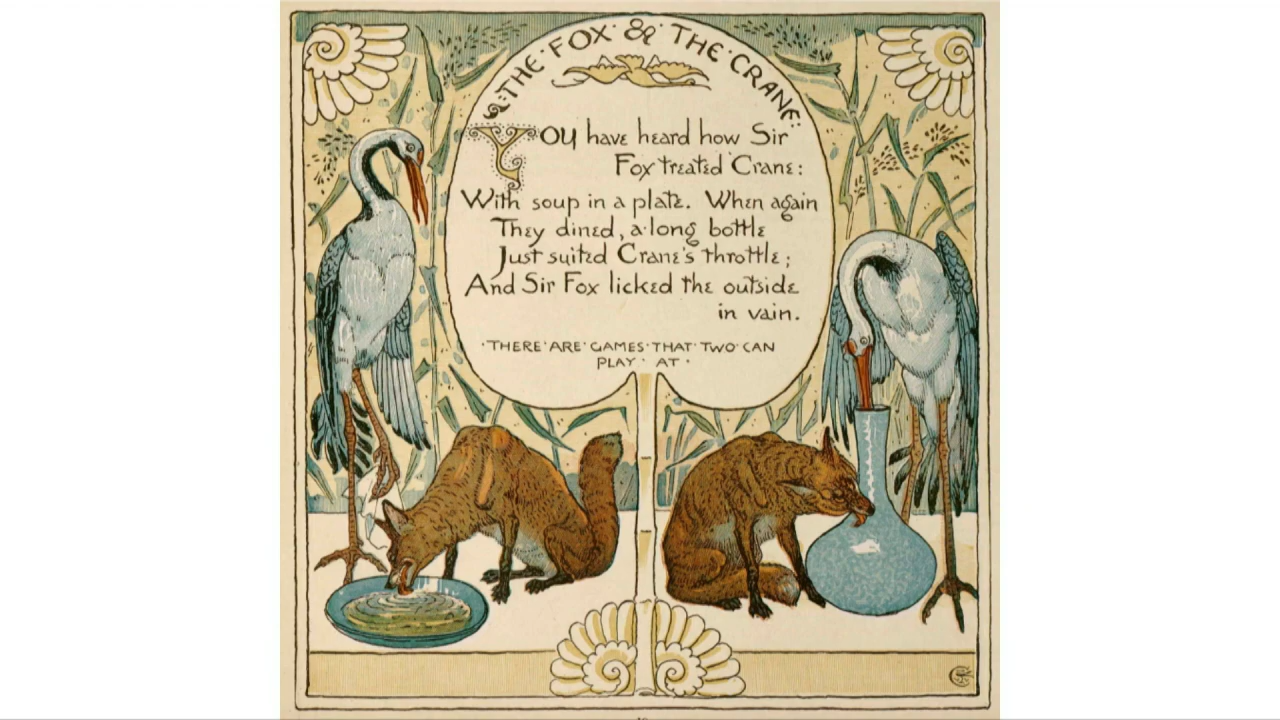 THE · FOX · & · THE · CRANE:
YOU have heard how Sir
Fox treated Crane:
With soup in a plate. When again
They dined, a long bottle
Just suited Crane's throttle;
And Sir Fox licked the outside
in vain.
· THERE · ARE · GAMES · THAT · TWO · CAN
PLAY · AT ·